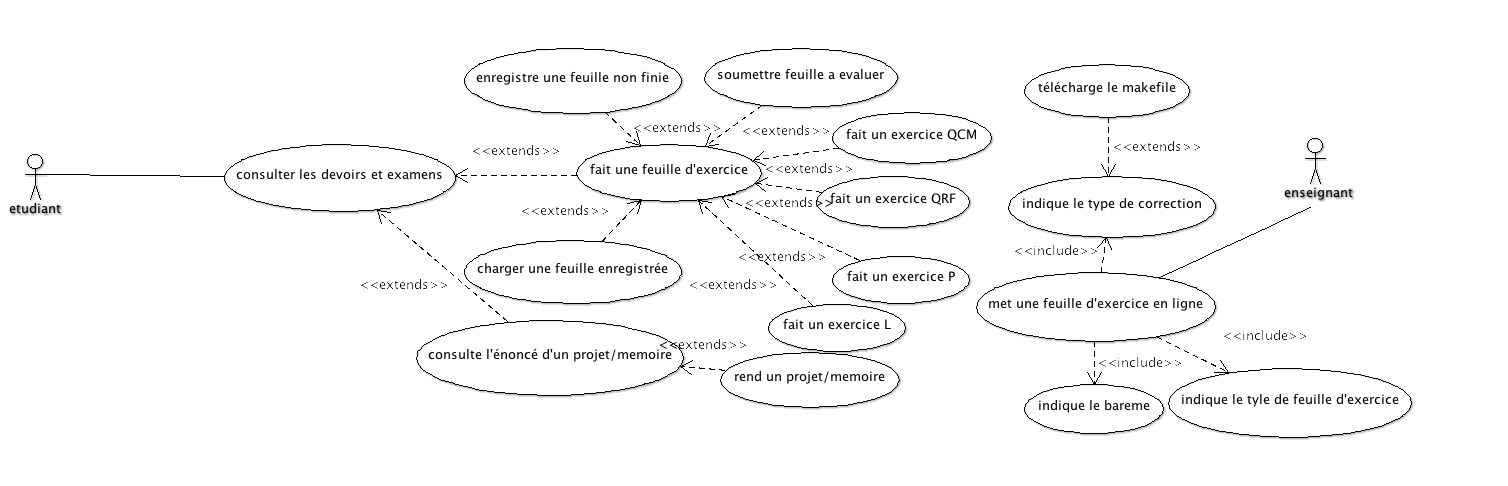 enregistre une feuille non finie
soumettre feuille a evaluer
télécharge le makefile
<<extends>>
<<extends>>
fait un exercice QCM
<<extends>>
<<extends>>
consulter les devoirs et examens
fait une feuille d'exercice
<<extends>>
etudiant
enseignant
<<extends>>
<<extends>>
fait un exercice QRF
indique le type de correction
<<include>>
charger une feuille enregistrée
<<extends>>
fait un exercice P
<<extends>>
<<extends>>
met une feuille d'exercice en ligne
fait un exercice L
<<include>>
consulte l'énoncé d'un projet/memoire
<<extends>>
<<include>>
rend un projet/memoire
indique le bareme
indique le tyle de feuille d'exercice